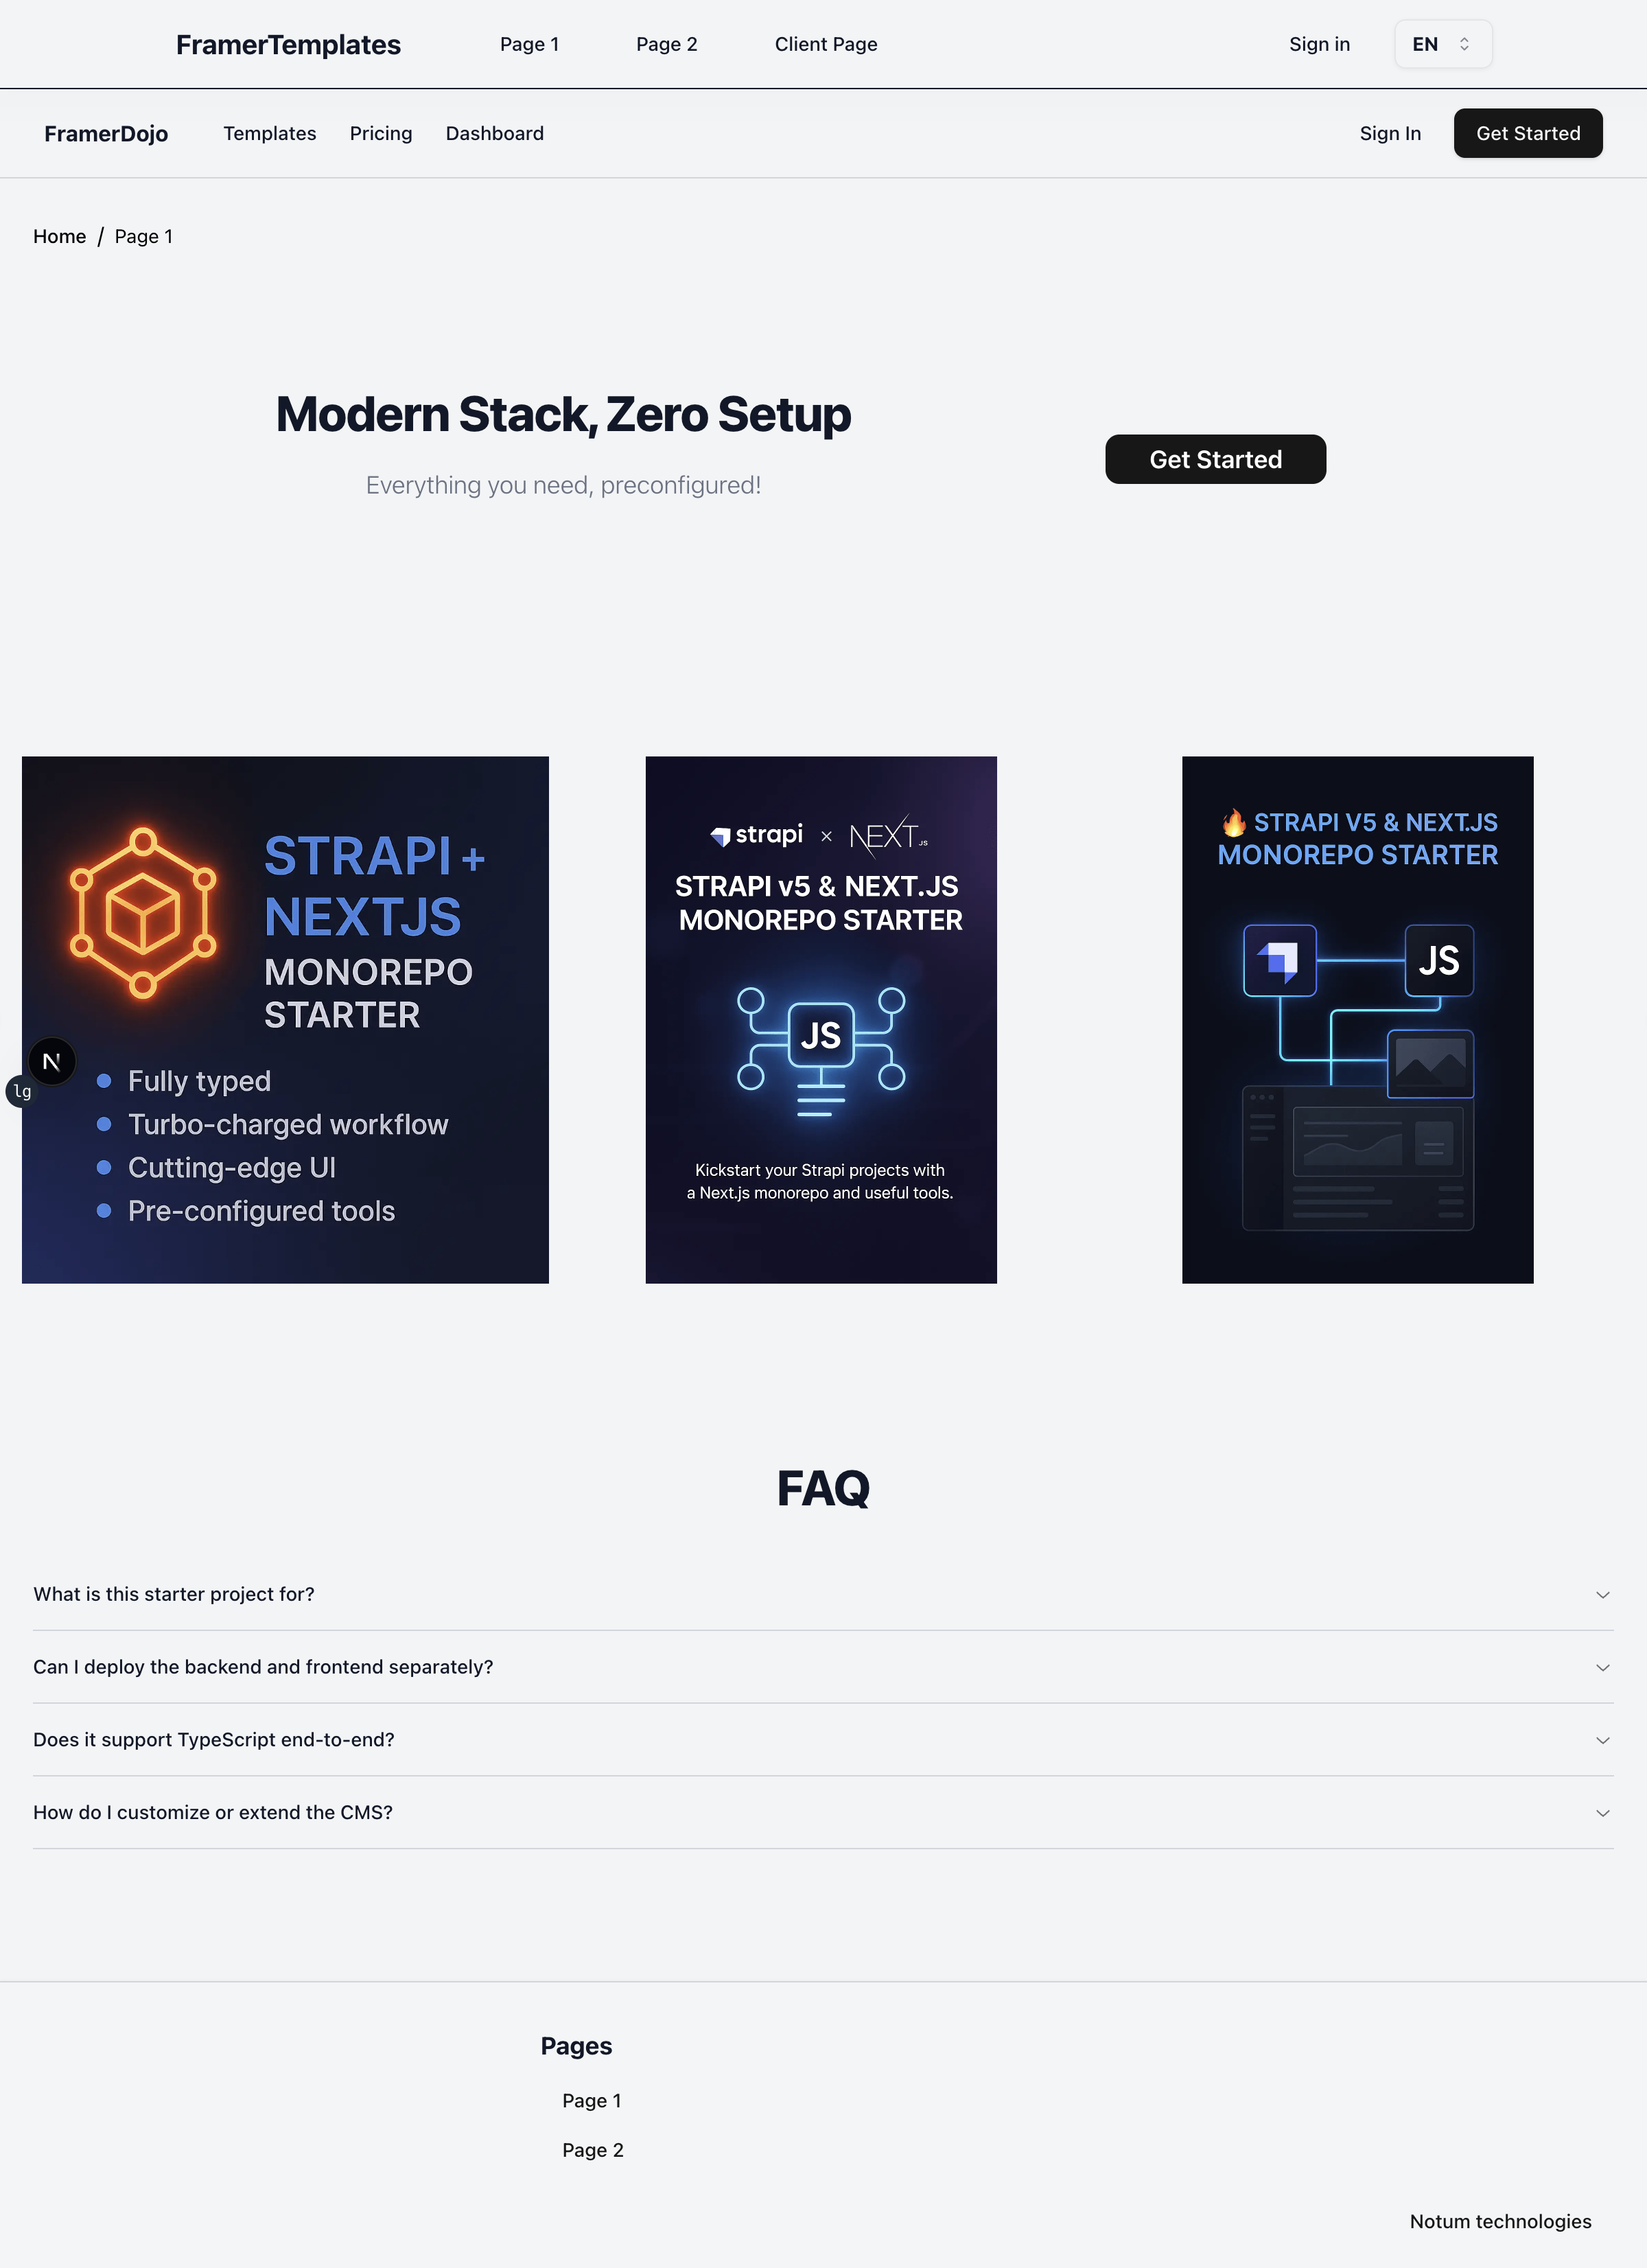 FramerTemplates Page 1 Page 2 Client Page Sign in EN
FramerDojo Templates Pricing Dashboard Sign In Get Started
Home / Page 1
Modern Stack, Zero Setup
Everything you need, preconfigured!
Get Started
STRAPI +
NEXTJS
MONOREPO
STARTER
N
lg
Fully typed
Turbo-charged workflow
Cutting-edge UI
Pre-configured tools
strapi × NEXT.JS
STRAPI v5 & NEXT.JS
MONOREPO STARTER
JS
Kickstart your Strapi projects with
a Next.js monorepo and useful tools.
🔥 STRAPI V5 & NEXT.JS
MONOREPO STARTER
JS
FAQ
What is this starter project for?
Can I deploy the backend and frontend separately?
Does it support TypeScript end-to-end?
How do I customize or extend the CMS?
Pages
Page 1
Page 2
Notum technologies